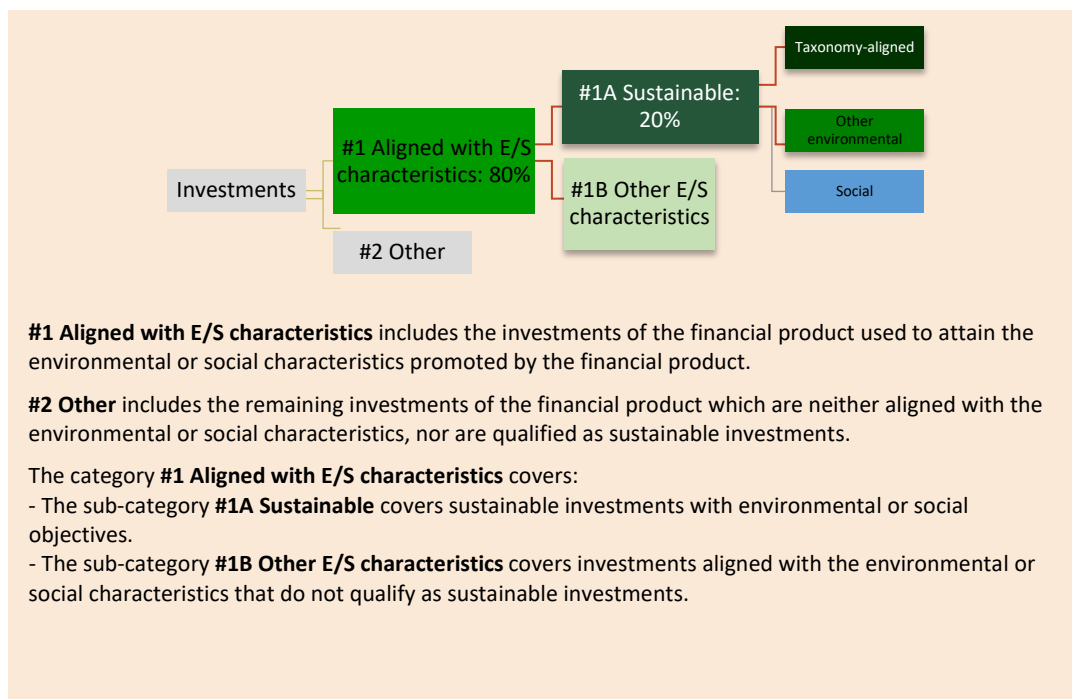 Taxonomy-aligned
#1A Sustainable:
20%
#1 Aligned with E/S
characteristics: 80%
Other
environmental
Investments
#1B Other E/S
characteristics
Social
#2 Other
#1 Aligned with E/S characteristics includes the investments of the financial product used to attain the
environmental or social characteristics promoted by the financial product.
#2 Other includes the remaining investments of the financial product which are neither aligned with the
environmental or social characteristics, nor are qualified as sustainable investments.
The category #1 Aligned with E/S characteristics covers:
- The sub-category #1A Sustainable covers sustainable investments with environmental or social
objectives.
- The sub-category #1B Other E/S characteristics covers investments aligned with the environmental or
social characteristics that do not qualify as sustainable investments.